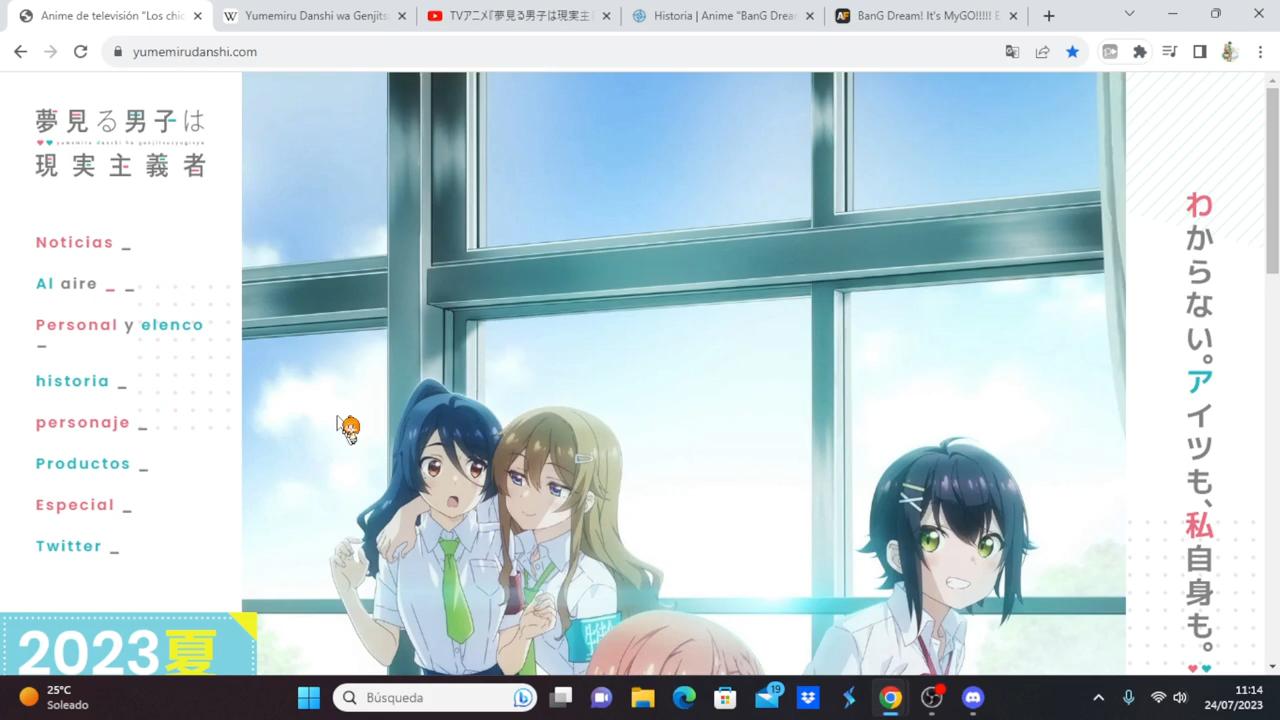 Anime de televisión "Los chic
Yumemiru Danshi wa Genjits
TVアニメ『夢見る男子は現実主
Historia | Anime "BanG Drea
BanG Dream! It's MyGO!!!!! E
yumemirudanshi.com
夢見る男子は
yumemiru danshi ha genjitsusyugisya
現実主義者
Noticias _
Al aire _ _
Personal y elenco
_
historia _
personaje _
Productos _
Especial _
Twitter _
2023夏
わからない。アイツも、私自身も。
25°C
Soleado
Búsqueda
19
11:14
24/07/2023